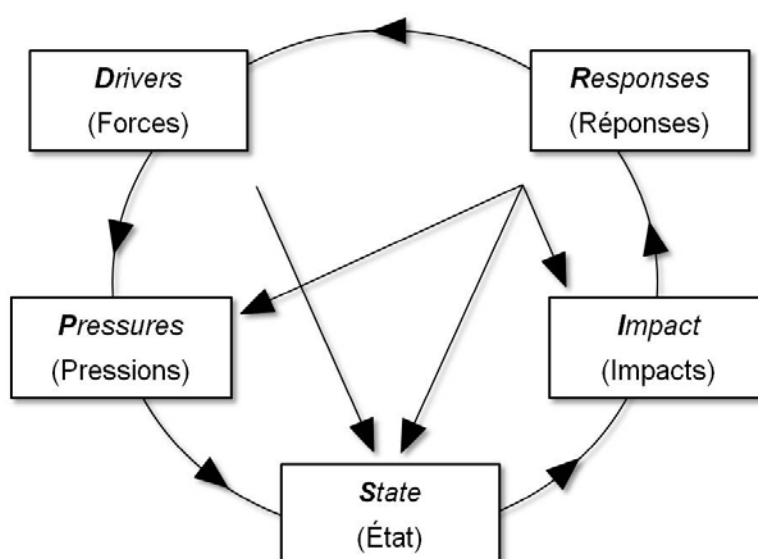 Drivers
(Forces)
Responses
(Réponses)
Pressures
(Pressions)
Impact
(Impacts)
State
(État)